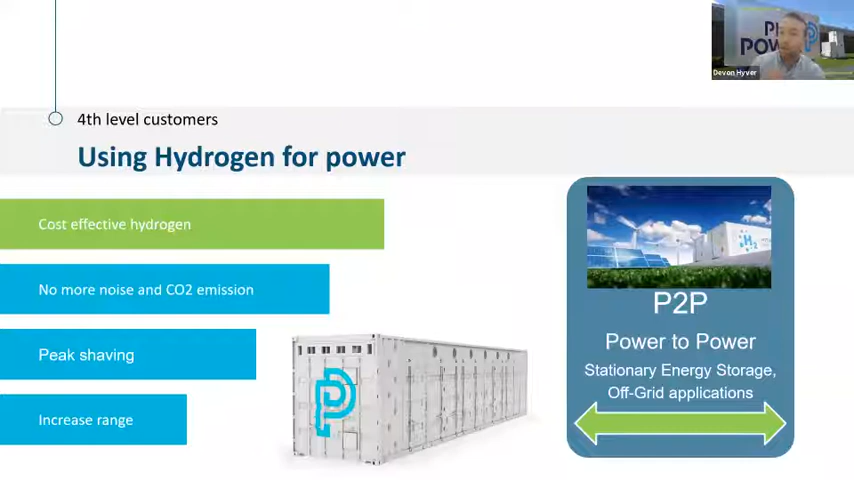 Devon Hyver
4th level customers
Using Hydrogen for power
Cost effective hydrogen
No more noise and CO2 emission
Peak shaving
Increase range
H2
P2P
Power to Power
Stationary Energy Storage,
Off-Grid applications